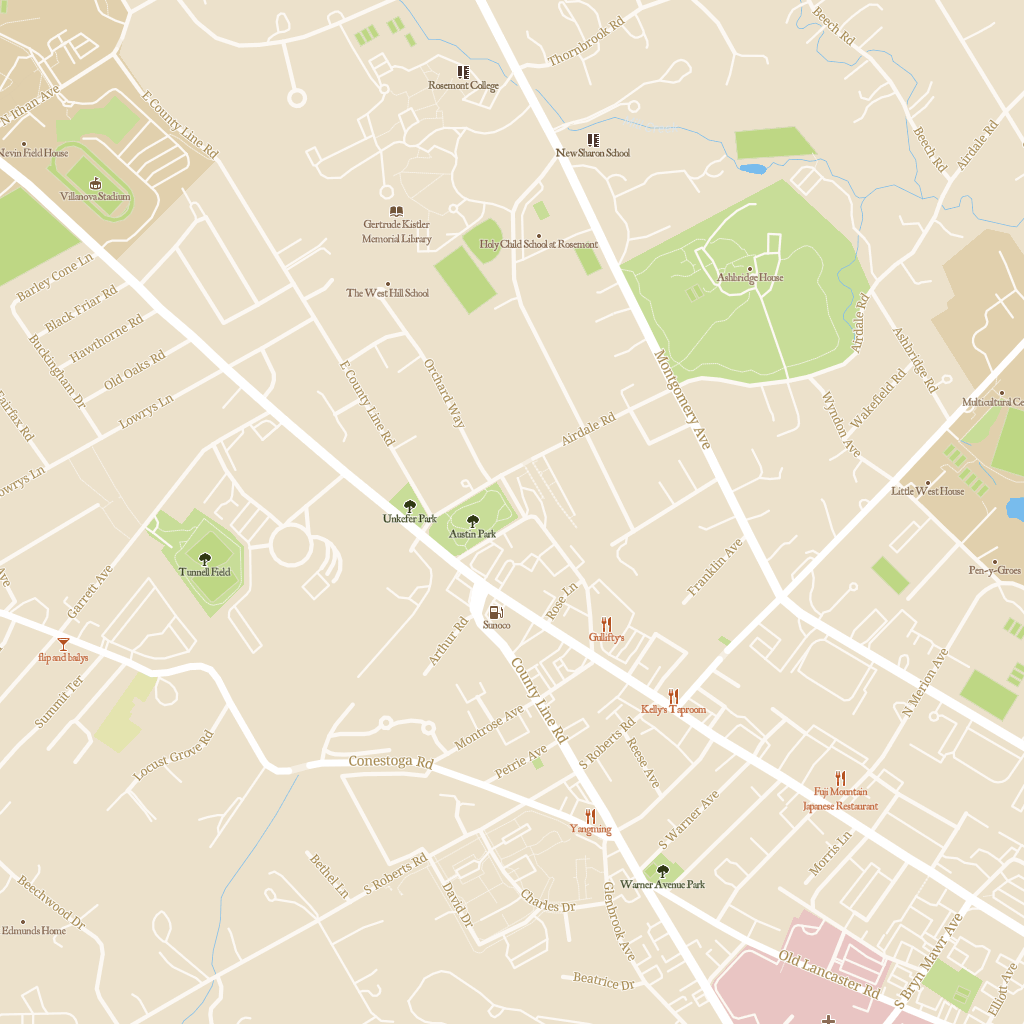 Beech Rd
Thornbrook Rd
Rosemont College
N Ithan Ave
E County Line Rd
Beech Rd
Airdale Rd
Nevin Field House
New Sharon School
Villanova Stadium
Gertrude Kistler
Memorial Library
Holy Child School at Rosemont
Barley Cone Ln
Ashbridge House
The West Hill School
Black Friar Rd
Airdale Rd
Hawthorne Rd
Buckingham Dr
Old Oaks Rd
Ashbridge Rd
E County Line Rd
Orchard Way
Montgomery Ave
Wakefield Rd
Multicultural Ce
Lowrys Ln
Fairfax Rd
Airdale Rd
Wyndon Ave
owrys Ln
Little West House
Unkefer Park
Austin Park
Tunnell Field
Pen-y-Groes
Ave
Garrett Ave
Franklin Ave
Rose Ln
Sunoco
Arthur Rd
Gullifty's
flip and bailys
County Line Rd
N Merion Ave
Summit Ter
Kelly's Taproom
Montrose Ave
S Roberts Rd
Locust Grove Rd
Conestoga Rd
Petrie Ave
Reese Ave
Fuji Mountain
Japanese Restaurant
S Warner Ave
Yangming
Morris Ln
Bethel Ln
S Roberts Rd
Warner Avenue Park
Beechwood Dr
David Dr
Charles Dr
Glenbrook Ave
Edmunds Home
Old Lancaster Rd
S Bryn Mawr Ave
Beatrice Dr
Elliott Ave